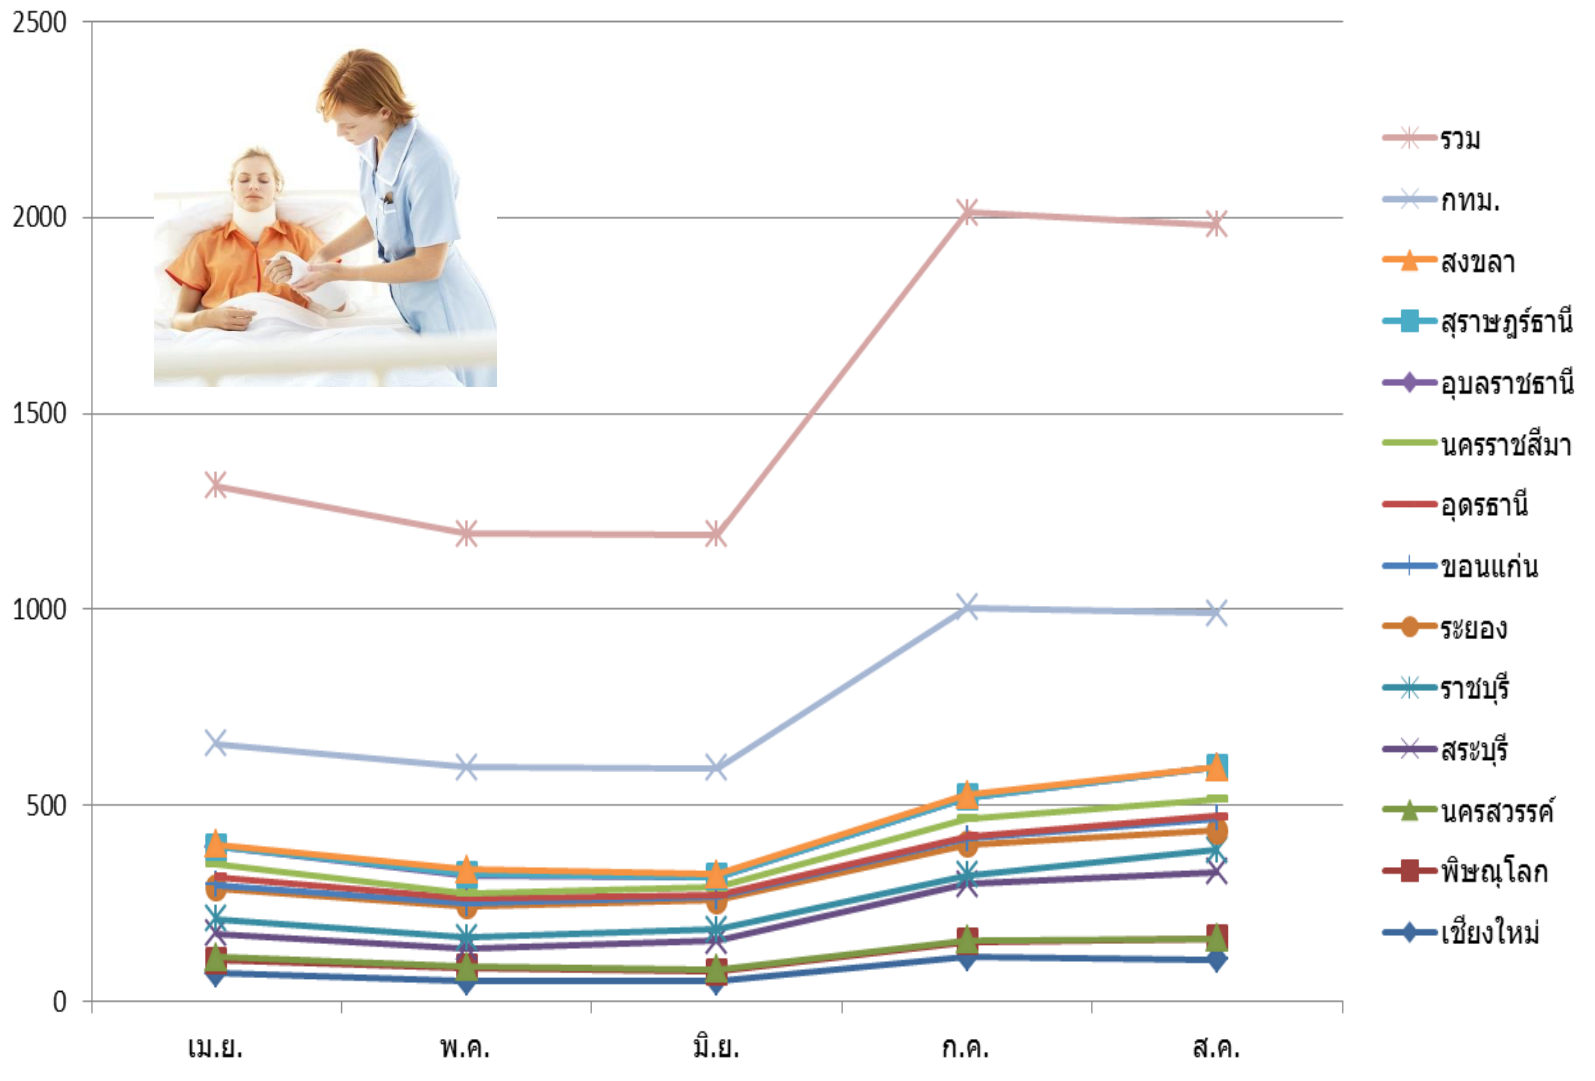 2500
2000
1500
1000
500
0
เม.ย.
พ.ค.
มิ.ย.
ก.ค.
ส.ค.
รวม
กทม.
สงขลา
สุราษฎร์ธานี
อุบลราชธานี
นครราชสีมา
อุดรธานี
ขอนแก่น
ระยอง
ราชบุรี
สระบุรี
นครสวรรค์
พิษณุโลก
เชียงใหม่